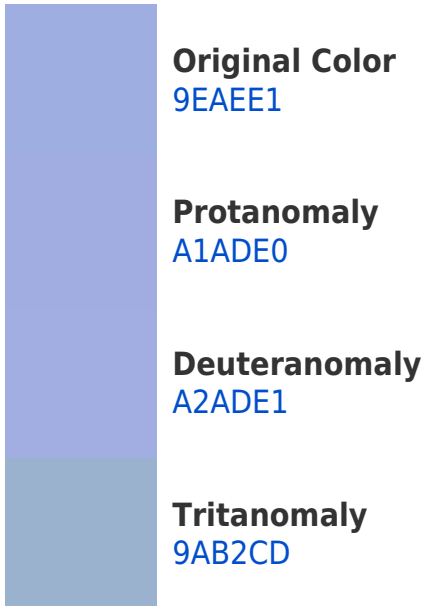 Original Color
9EAEE1
Protanomaly
A1ADE0
Deuteranomaly
A2ADE1
Tritanomaly
9AB2CD